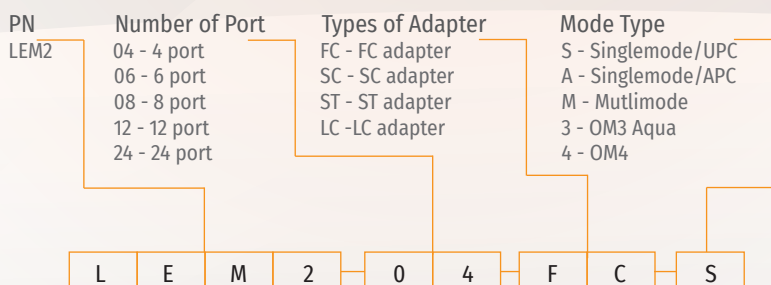 PN
LEM2
Number of Port
04 - 4 port
06 - 6 port
08 - 8 port
12 - 12 port
24 - 24 port
Types of Adapter
FC - FC adapter
SC - SC adapter
ST - ST adapter
LC -LC adapter
Mode Type
S - Singlemode/UPC
A - Singlemode/APC
M - Mutlimode
3 - OM3 Aqua
4 - OM4
L E M 2 - 0 4 - F C - S